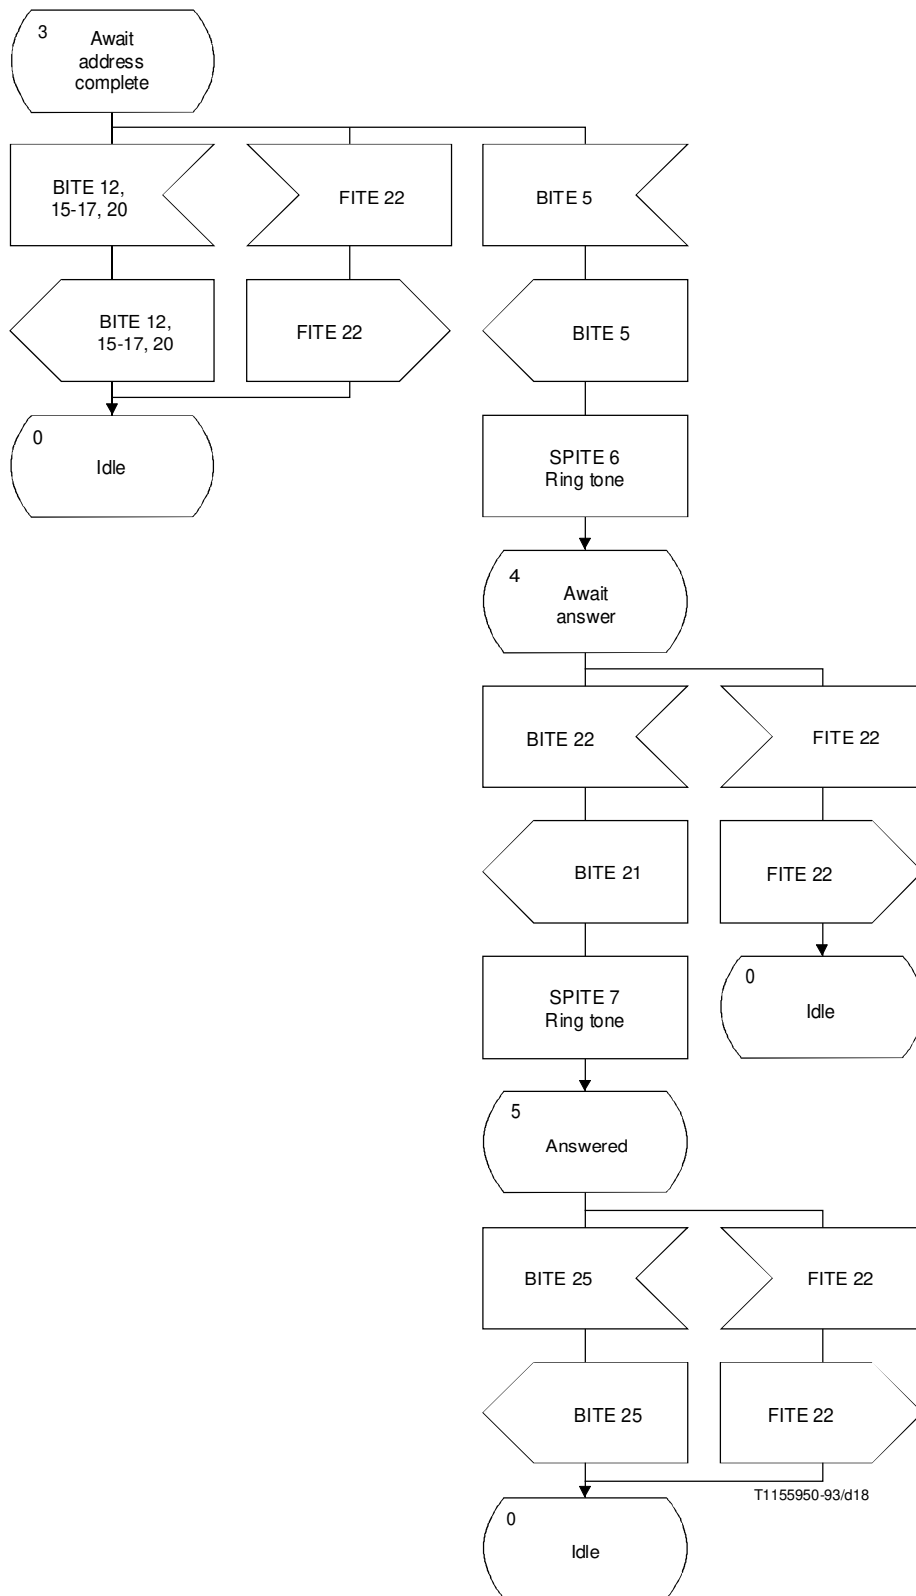 3
Await
address
complete
BITE 12,
15-17, 20
FITE 22
BITE 5
BITE 12,
15-17, 20
FITE 22
BITE 5
0
Idle
SPITE 6
Ring tone
4
Await
answer
BITE 22
FITE 22
BITE 21
FITE 22
SPITE 7
Ring tone
0
Idle
5
Answered
BITE 25
FITE 22
BITE 25
FITE 22
T1155950-93/d18
0
Idle